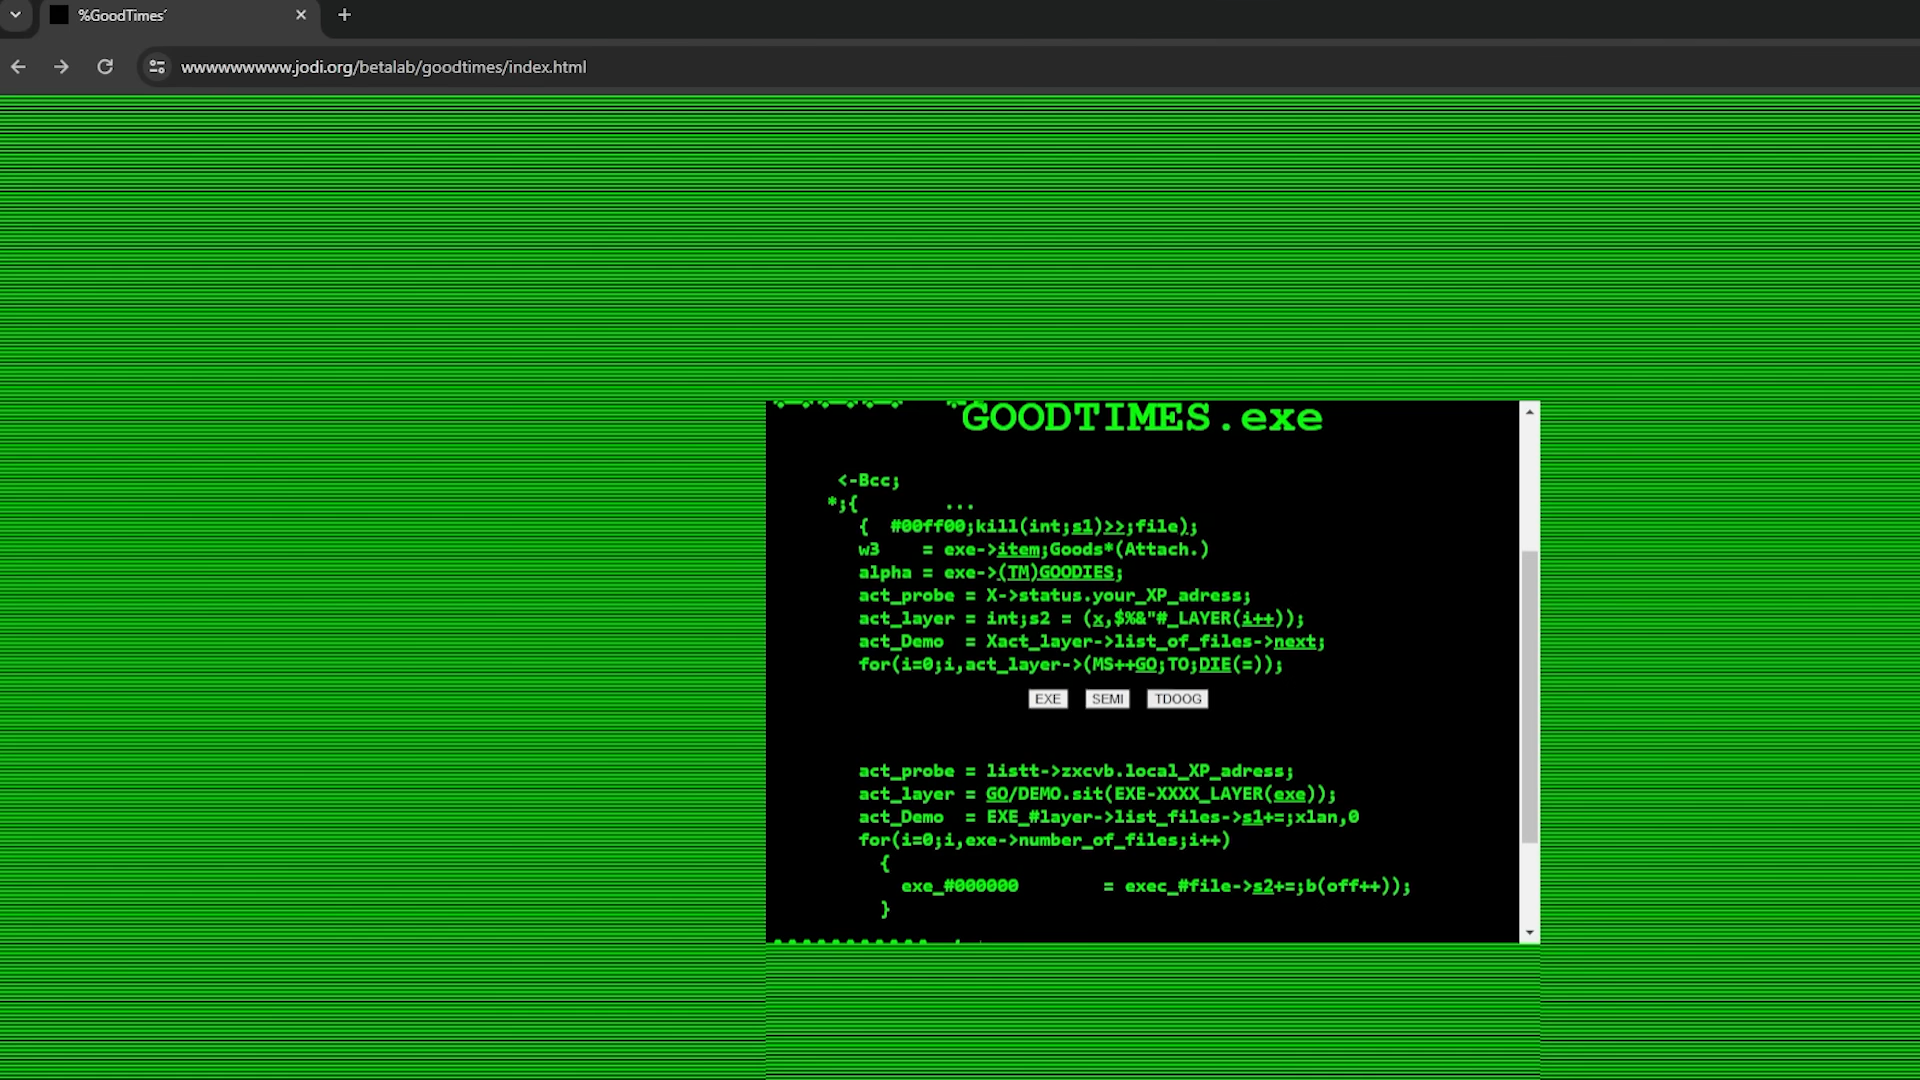 %GoodTimes´
wwwwwwwww.jodi.org/betalab/goodtimes/index.html
GOODTIMES.exe
<-Bcc;
*;{ ...
{ #00ff00;kill(int;s1)>>;file);
w3 = exe->item;Goods*(Attach.)
alpha = exe->(TM)GOODIES;
act_probe = X->status.your_XP_adress;
act_layer = int;s2 = (x,$%&"#_LAYER(i++));
act_Demo = Xact_layer->list_of_files->next;
for(i=0;i,act_layer->(MS++GO;TO;DIE(=));
EXE SEMI TDOOG
act_probe = listt->zxcvb.local_XP_adress;
act_layer = GO/DEMO.sit(EXE-XXXX_LAYER(exe));
act_Demo = EXE_#layer->list_files->s1+=;xlan,0
for(i=0;i,exe->number_of_files;i++)
{
exe_#000000 = exec_#file->s2+=;b(off++));
}